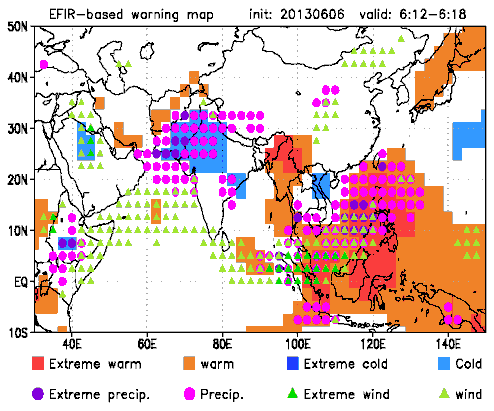 EFIR-based warning map init: 20130606 valid: 6:12-6:18
50N
40N
30N
20N
10N
EQ
10S
40E 60E 80E 100E 120E 140E
Extreme warm warm Extreme cold Cold
Extreme precip. Precip. Extreme wind wind